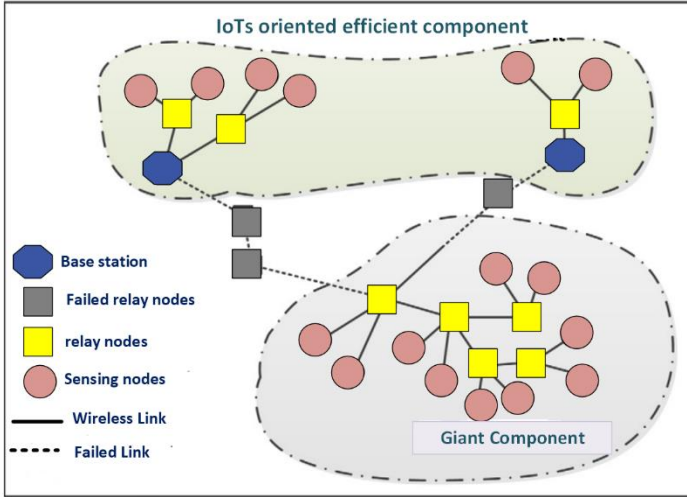 IoTs oriented efficient component
Base station
Failed relay nodes
relay nodes
Sensing nodes
Wireless Link
Failed Link
Giant Component